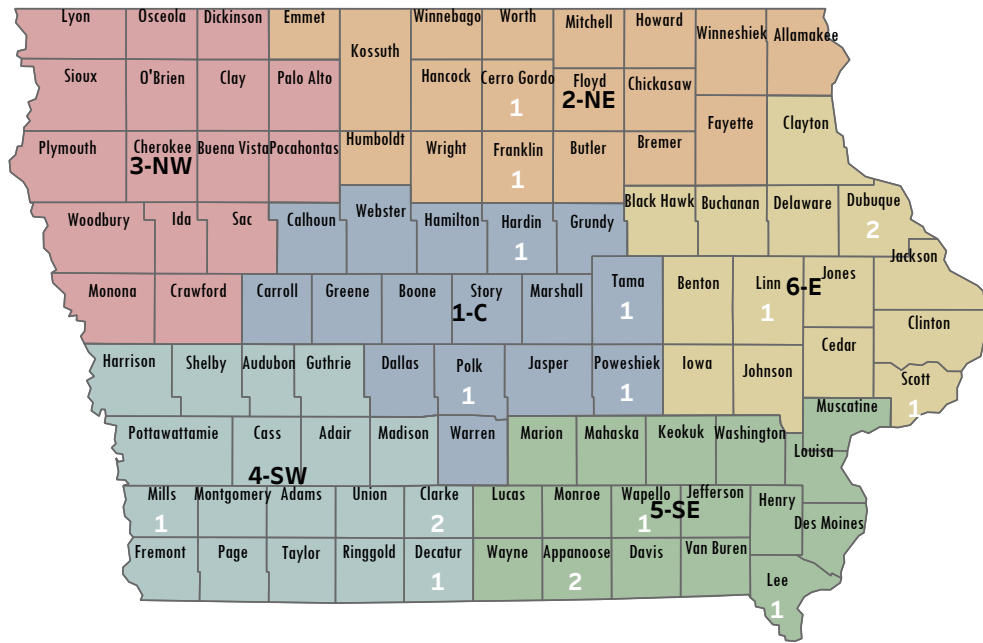 Lyon Osceola Dickinson Emmet Winnebago Worth Mitchell Howard Winneshiek Allamakee
Kossuth
Sioux O'Brien Clay Palo Alto Hancock Cerro Gordo Floyd Chickasaw
1 2-NE
Fayette Clayton
Plymouth Cherokee Buena Vista Pocahontas Humboldt Wright Franklin Butler Bremer
3-NW 1
Woodbury Ida Sac Calhoun Webster Hamilton Hardin Grundy Black Hawk Buchanan Delaware Dubuque
1 2
Jackson
Monona Crawford Carroll Greene Boone Story Marshall Tama Benton Linn Jones
1-C 1 1 6-E
Clinton
Harrison Shelby Audubon Guthrie Dallas Polk Jasper Poweshiek Iowa Johnson Cedar Scott
1 1 1
Muscatine
Pottawattamie Cass Adair Madison Warren Marion Mahaska Keokuk Washington Louisa
4-SW
Mills Montgomery Adams Union Clarke Lucas Monroe Wapello Jefferson Henry Des Moines
1 2 1 5-SE
Fremont Page Taylor Ringgold Decatur Wayne Appanoose Davis Van Buren Lee
1 2 1